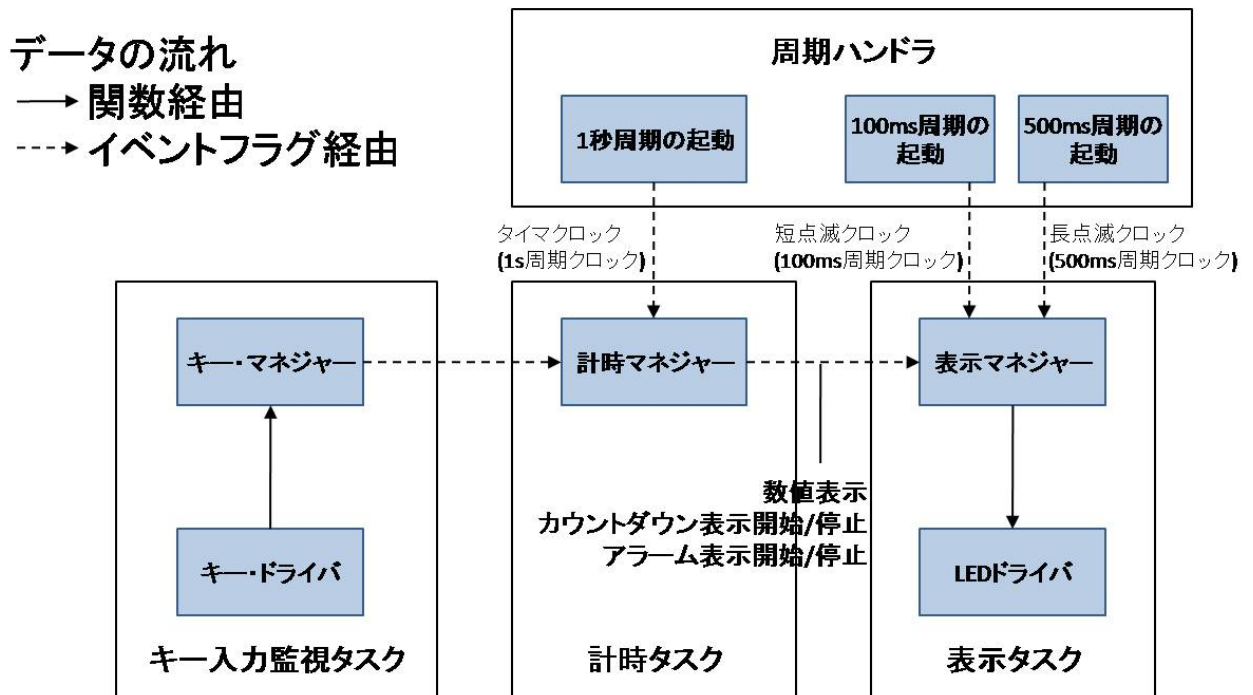 データの流れ
関数経由
イベントフラグ経由
周期ハンドラ
1秒周期の起動
100ms周期の
起動
500ms周期の
起動
タイマクロック
(1s周期クロック)
短点滅クロック
(100ms周期クロック)
長点滅クロック
(500ms周期クロック)
キー・マネジャー
計時マネジャー
表示マネジャー
数値表示
カウントダウン表示開始/停止
アラーム表示開始/停止
キー・ドライバ
LEDドライバ
キー入力監視タスク
計時タスク
表示タスク